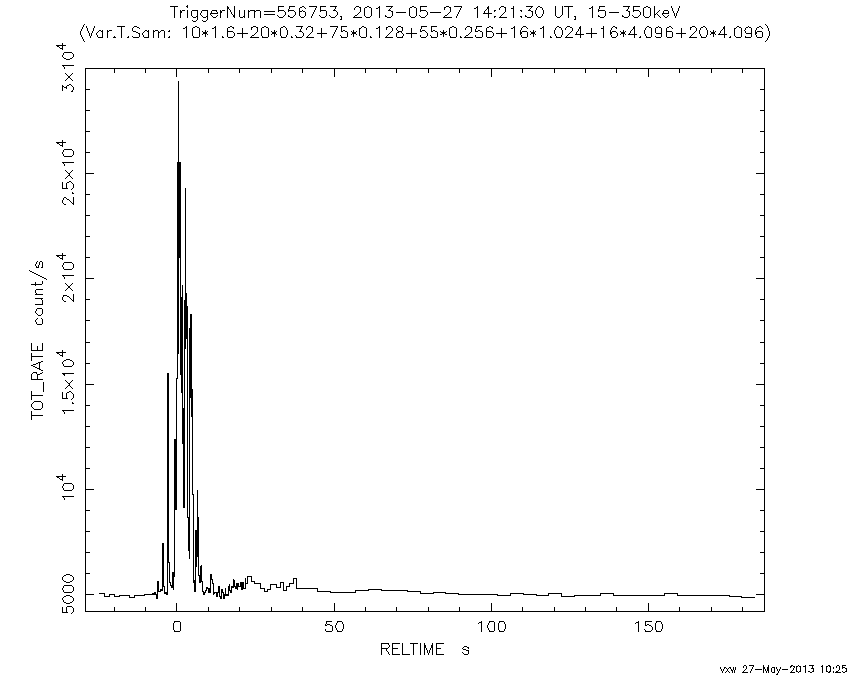 TriggerNum=556753, 2013-05-27 14:21:30 UT, 15-350keV
(Var.T.Sam: 10*1.6+20*0.32+75*0.128+55*0.256+16*1.024+16*4.096+20*4.096)
3×10⁴
2.5×10⁴
2×10⁴
1.5×10⁴
10⁴
5000
TOT_RATE count/s
0 50 100 150
RELTIME s
vxw 27-May-2013 10:25